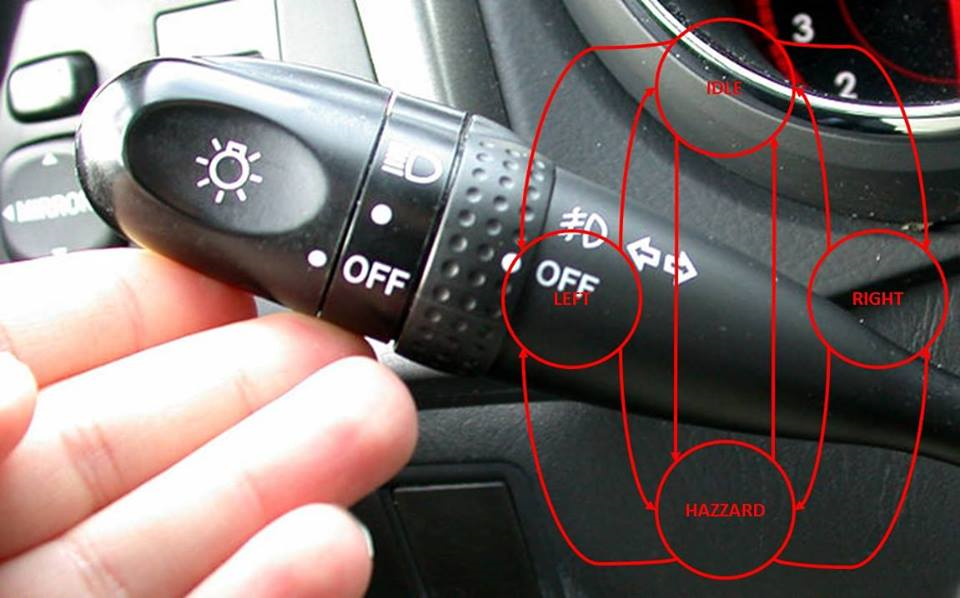 3
IDLE
2
MIRROR
OFF
OFF
LEFT
RIGHT
HAZZARD